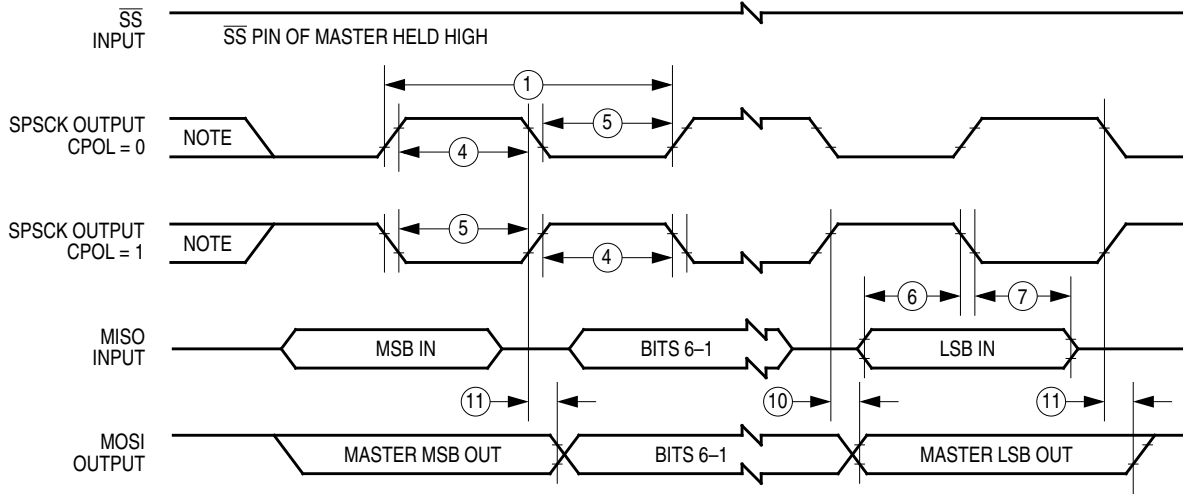 SS
INPUT
SS PIN OF MASTER HELD HIGH
1
SPSCK OUTPUT
CPOL = 0
NOTE
5
4
SPSCK OUTPUT
CPOL = 1
NOTE
5
4
6
7
MISO
INPUT
MSB IN
BITS 6–1
LSB IN
11
10
11
MOSI
OUTPUT
MASTER MSB OUT
BITS 6–1
MASTER LSB OUT